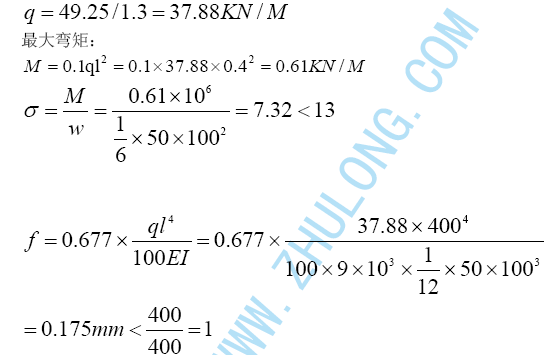 q = 49.25/1.3 = 37.88KN/M
最大弯矩：
M = 0.1ql² = 0.1×37.88×0.4² = 0.61KN/M
σ = M/w = (0.61×10⁶)/(1/6×50×100²) = 7.32 < 13
f = 0.677×ql⁴/100EI = 0.677×(37.88×400⁴)/(100×9×10³×1/12×50×100³)
= 0.175mm < 400/400 = 1
WWW.ZHULONG.COM